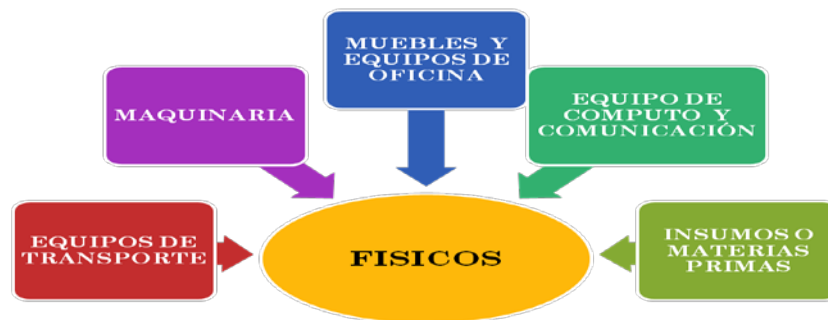 MUEBLES Y
EQUIPOS DE
OFICINA
MAQUINARIA
EQUIPO DE
COMPUTO Y
COMUNICACIÓN
EQUIPOS DE
TRANSPORTE
FISICOS
INSUMOS O
MATERIAS
PRIMAS